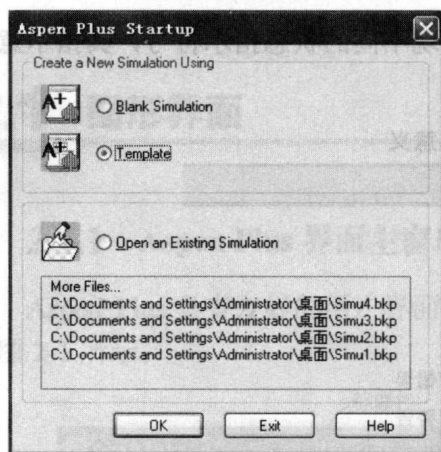 Aspen Plus Startup
Create a New Simulation Using
Blank Simulation
Template
Open an Existing Simulation
More Files...
C:\Documents and Settings\Administrator\桌面\Simu4.bkp
C:\Documents and Settings\Administrator\桌面\Simu3.bkp
C:\Documents and Settings\Administrator\桌面\Simu2.bkp
C:\Documents and Settings\Administrator\桌面\Simu1.bkp
OK
Exit
Help